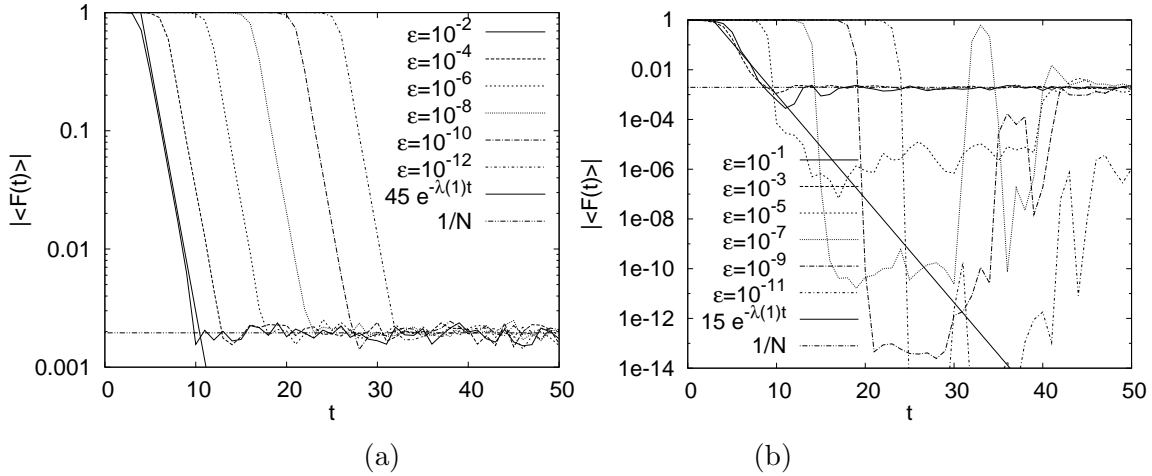 1
0.1
0.01
0.001
|<F(t)>|
0 10 20 30 40 50
t
ε=10-2
ε=10-4
ε=10-6
ε=10-8
ε=10-10
ε=10-12
45 e-λ(1)t
1/N
(a)
1
0.01
1e-04
1e-06
1e-08
1e-10
1e-12
1e-14
|<F(t)>|
0 10 20 30 40 50
t
ε=10-1
ε=10-3
ε=10-5
ε=10-7
ε=10-9
ε=10-11
15 e-λ(1)t
1/N
(b)